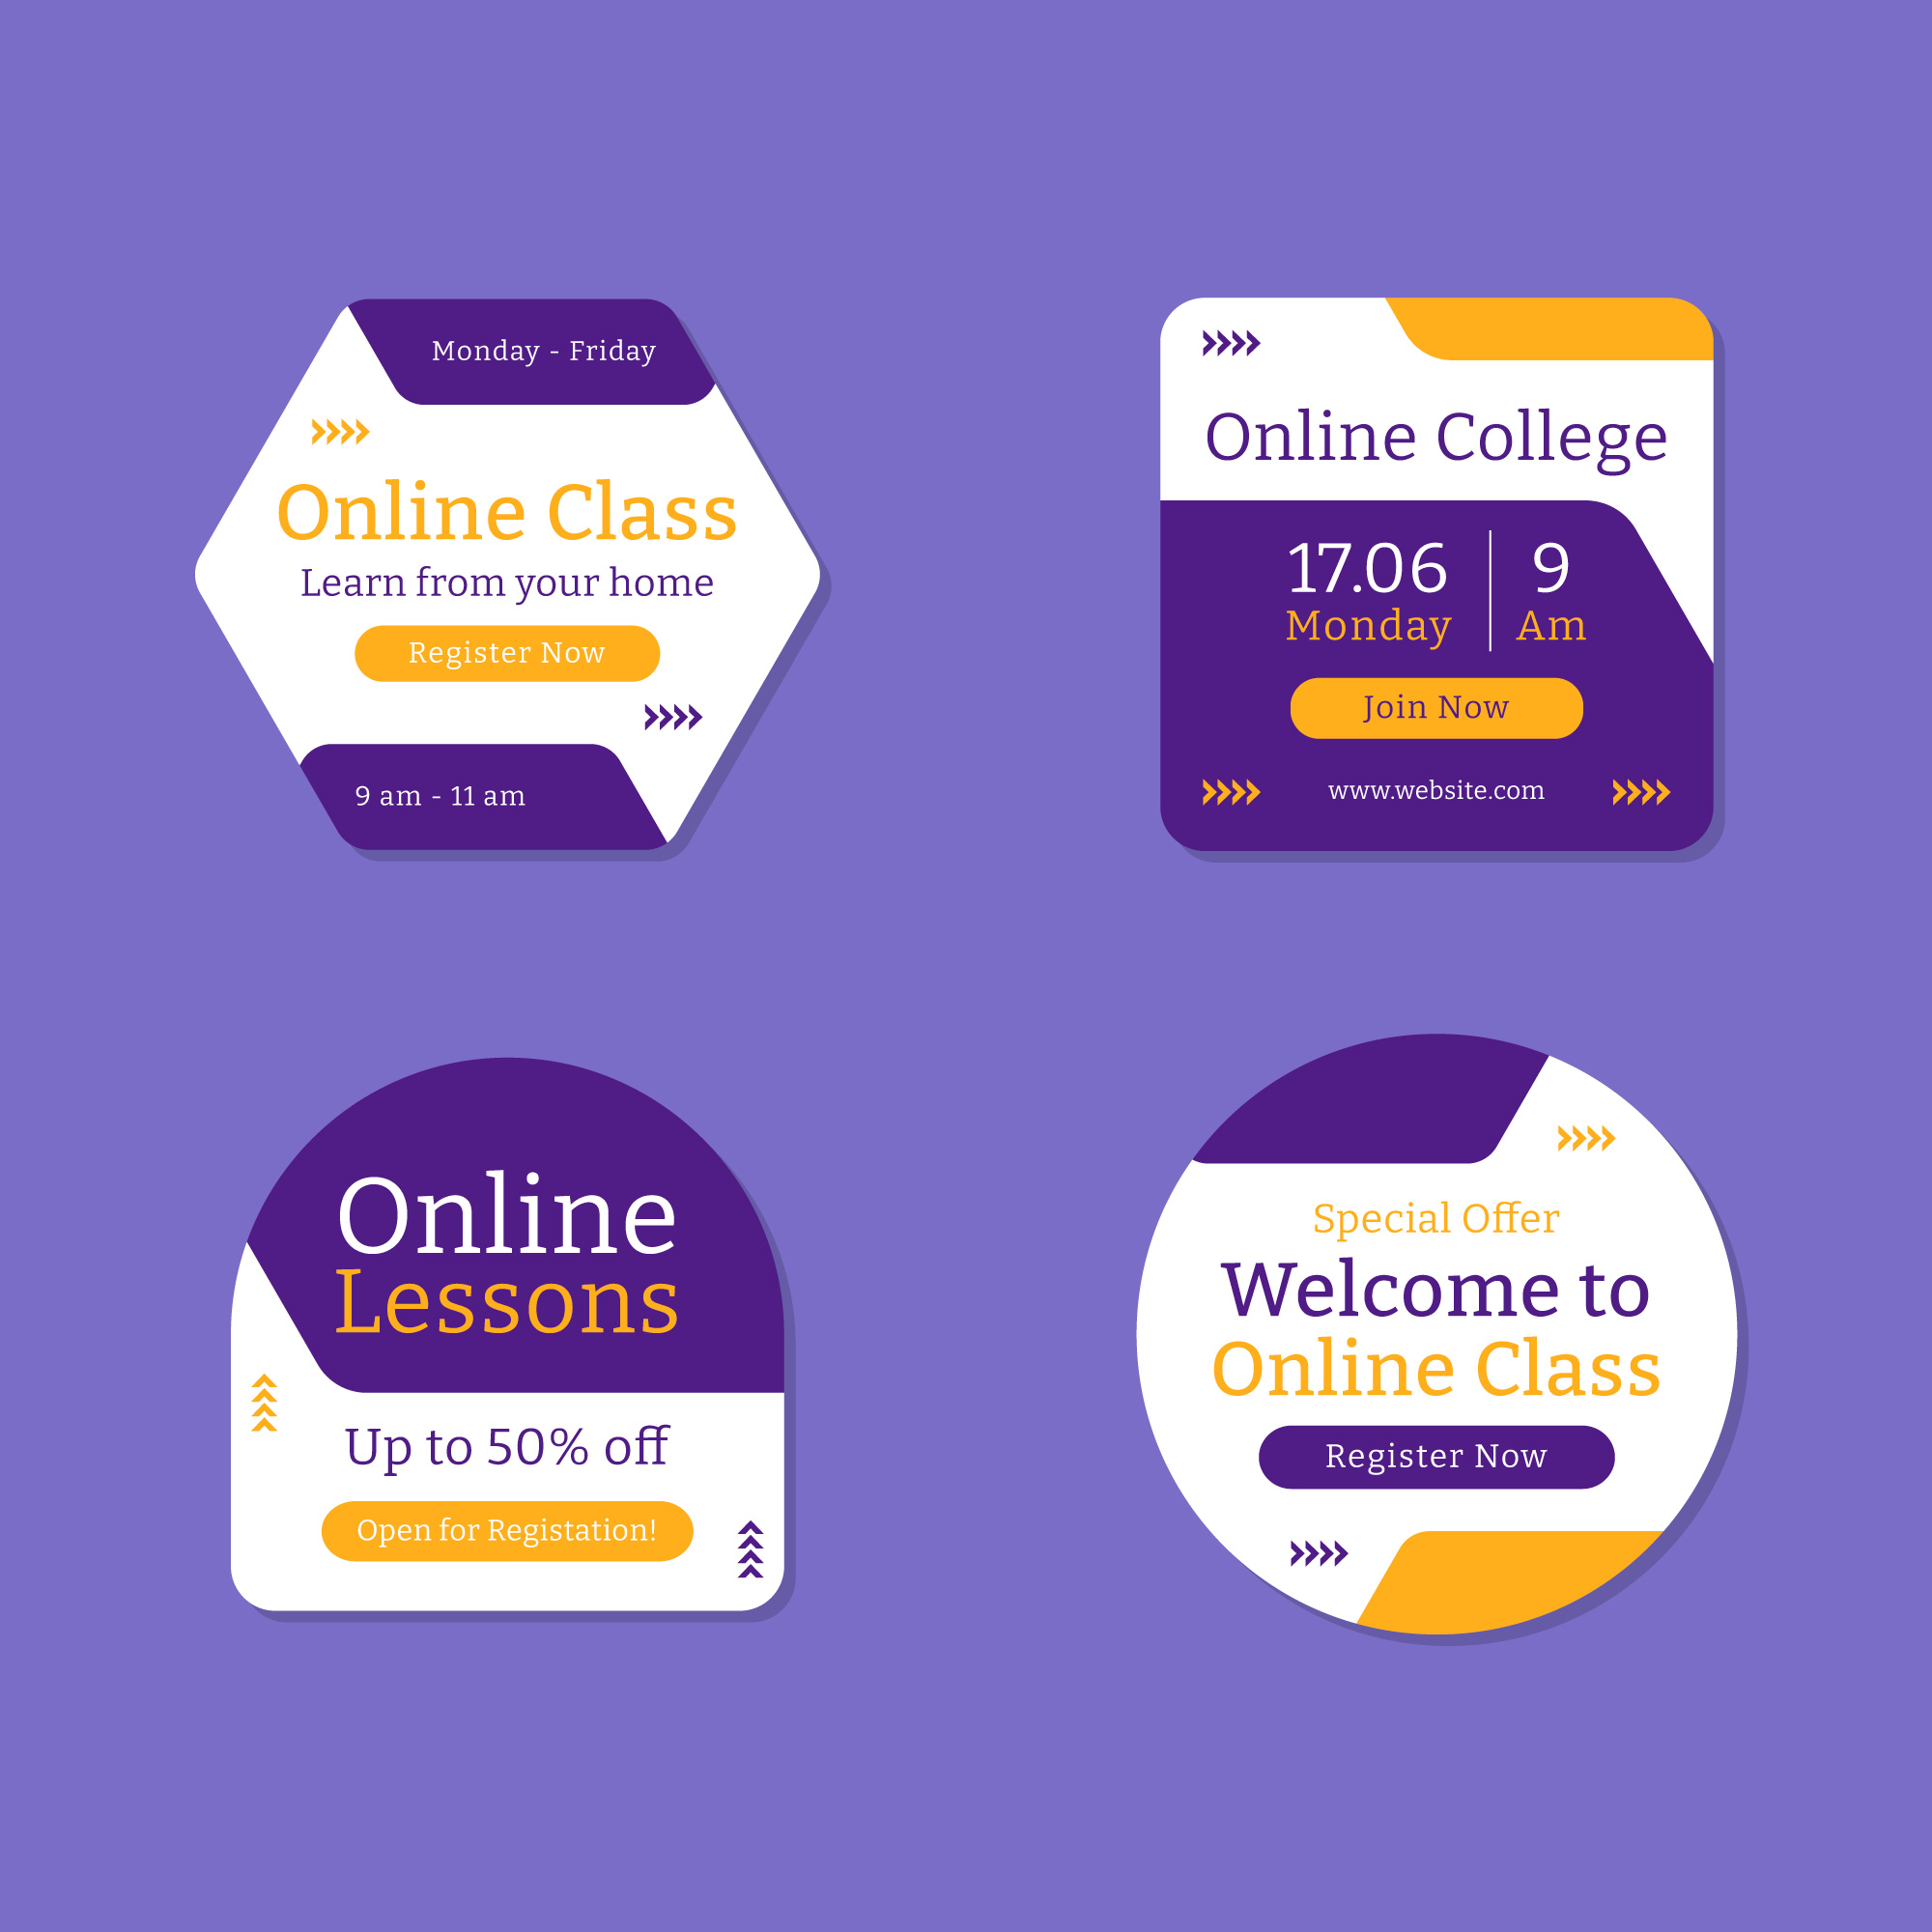 Monday - Friday
Online Class
Learn from your home
Register Now
9 am - 11 am
Online College
17.06
Monday
9
Am
Join Now
www.website.com
Online
Lessons
Up to 50% off
Open for Registation!
Special Offer
Welcome to
Online Class
Register Now